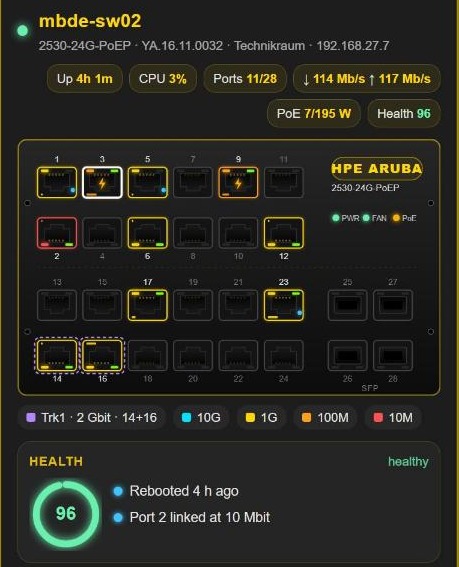 mbde-sw02
2530-24G-PoEP · YA.16.11.0032 · Technikraum · 192.168.27.7
Up 4h 1m CPU 3% Ports 11/28 ↓ 114 Mb/s ↑ 117 Mb/s
PoE 7/195 W Health 96
1 3 5 7 9 11
HPE ARUBA
2530-24G-PoEP
PWR FAN PoE
2 4 6 8 10 12
13 15 17 19 21 23 25 27
14 16 18 20 22 24 26 28
SFP
Trk1 · 2 Gbit · 14+16 10G 1G 100M 10M
HEALTH healthy
96
Rebooted 4 h ago
Port 2 linked at 10 Mbit